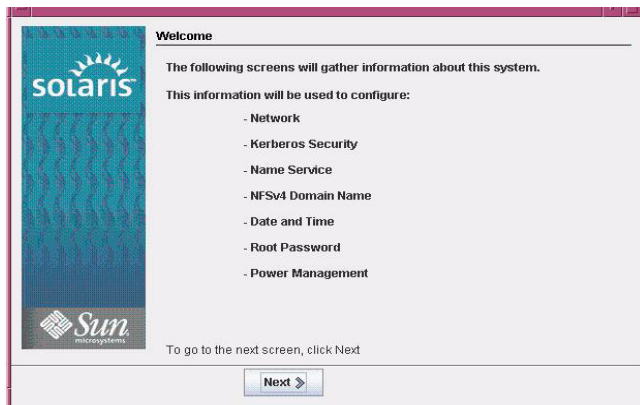 solaris
Sun
microsystems
Welcome
The following screens will gather information about this system.
This information will be used to configure:
- Network
- Kerberos Security
- Name Service
- NFSv4 Domain Name
- Date and Time
- Root Password
- Power Management
To go to the next screen, click Next
Next